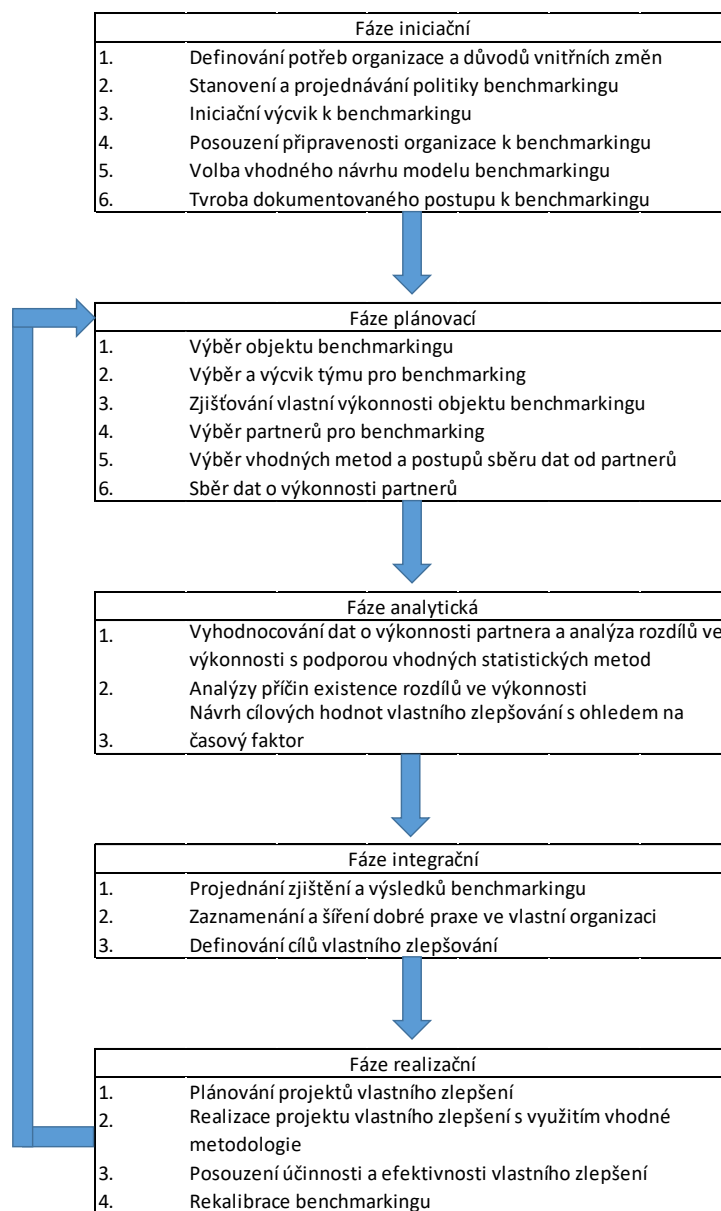 Fáze iniciační
1. Definování potřeb organizace a důvodů vnitřních změn
2. Stanovení a projednávání politiky benchmarkingu
3. Iniciační výcvik k benchmarkingu
4. Posouzení připravenosti organizace k benchmarkingu
5. Volba vhodného návrhu modelu benchmarkingu
6. Tvroba dokumentovaného postupu k benchmarkingu
Fáze plánovací
1. Výběr objektu benchmarkingu
2. Výběr a výcvik týmu pro benchmarking
3. Zjišťování vlastní výkonnosti objektu benchmarkingu
4. Výběr partnerů pro benchmarking
5. Výběr vhodných metod a postupů sběru dat od partnerů
6. Sběr dat o výkonnosti partnerů
Fáze analytická
1. Vyhodnocování dat o výkonnosti partnera a analýza rozdílů ve
výkonnosti s podporou vhodných statistických metod
2. Analýzy příčin existence rozdílů ve výkonnosti
Návrh cílových hodnot vlastního zlepšování s ohledem na
3. časový faktor
Fáze integrační
1. Projednání zjištění a výsledků benchmarkingu
2. Zaznamenání a šíření dobré praxe ve vlastní organizaci
3. Definování cílů vlastního zlepšování
Fáze realizační
1. Plánování projektů vlastního zlepšení
2. Realizace projektu vlastního zlepšení s využitím vhodné
metodologie
3. Posouzení účinnosti a efektivnosti vlastního zlepšení
4. Rekalibrace benchmarkingu